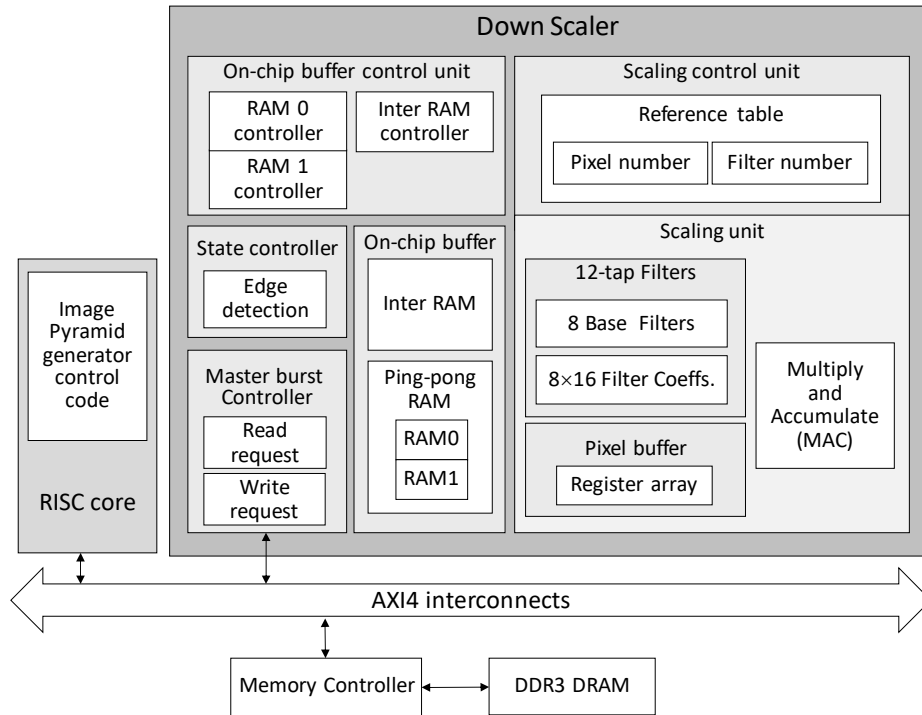 Down Scaler
On-chip buffer control unit
RAM 0
controller
RAM 1
controller
Inter RAM
controller
Scaling control unit
Reference table
Pixel number
Filter number
State controller
Edge
detection
On-chip buffer
Inter RAM
Ping-pong
RAM
RAM0
RAM1
Master burst
Controller
Read
request
Write
request
Scaling unit
12-tap Filters
8 Base Filters
8×16 Filter Coeffs.
Pixel buffer
Register array
Multiply
and
Accumulate
(MAC)
Image
Pyramid
generator
control
code
RISC core
AXI4 interconnects
Memory Controller
DDR3 DRAM